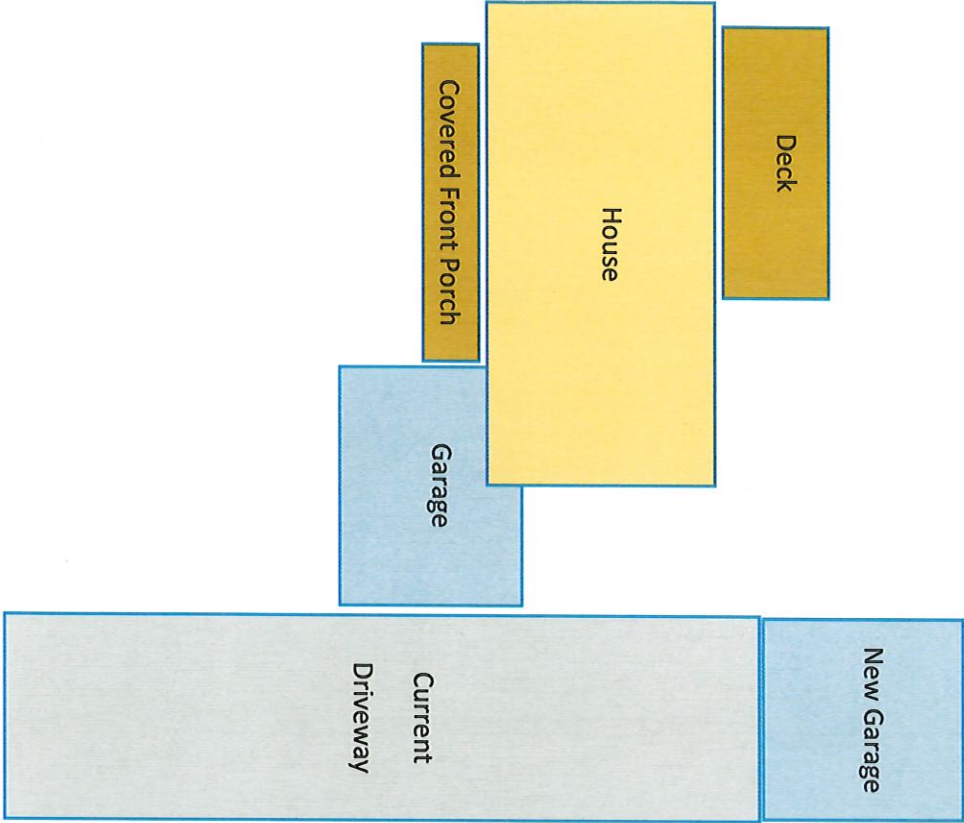 Deck
House
Covered Front Porch
Garage
New Garage
Current
Driveway